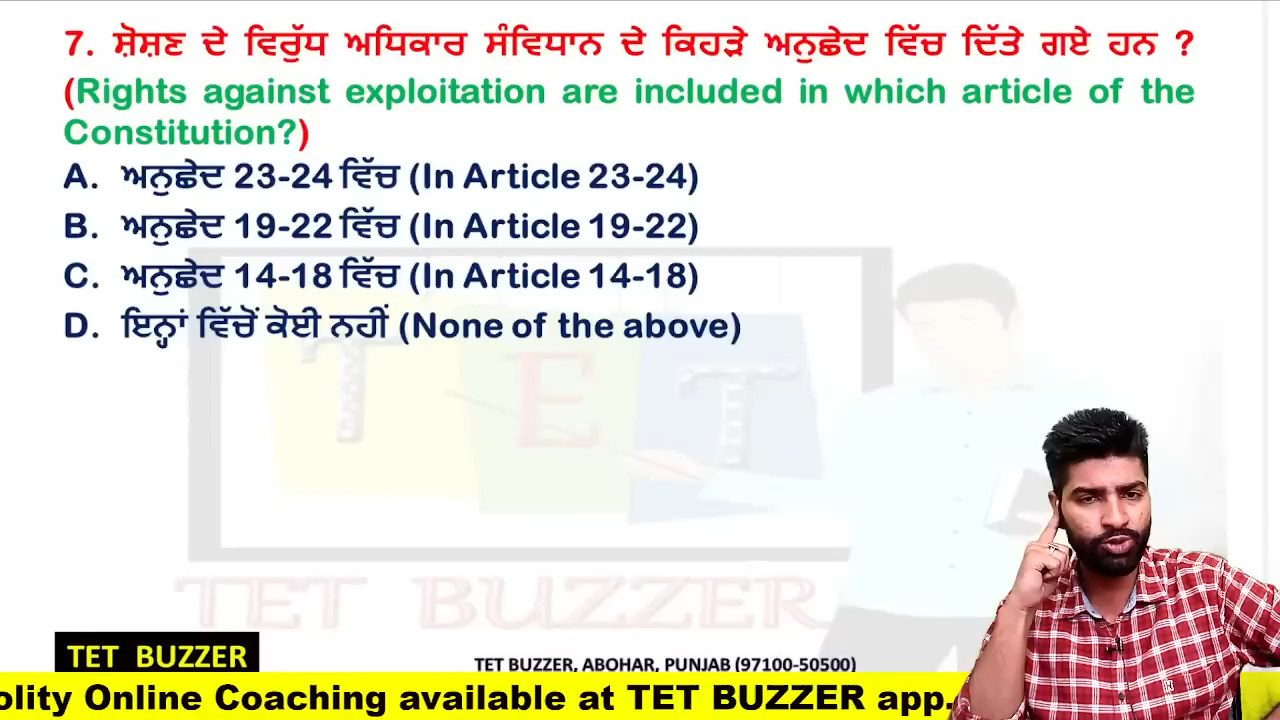 7. ਸ਼ੋਸ਼ਣ ਦੇ ਵਿਰੁੱਧ ਅਧਿਕਾਰ ਸੰਵਿਧਾਨ ਦੇ ਕਿਹੜੇ ਅਨੁਛੇਦ ਵਿੱਚ ਦਿੱਤੇ ਗਏ ਹਨ ?
(Rights against exploitation are included in which article of the
Constitution?)
A. ਅਨੁਛੇਦ 23-24 ਵਿੱਚ (In Article 23-24)
B. ਅਨੁਛੇਦ 19-22 ਵਿੱਚ (In Article 19-22)
C. ਅਨੁਛੇਦ 14-18 ਵਿੱਚ (In Article 14-18)
D. ਇਨ੍ਹਾਂ ਵਿੱਚੋਂ ਕੋਈ ਨਹੀਂ (None of the above)
T E T
TET BUZZER
TET BUZZER
TET BUZZER, ABOHAR, PUNJAB (97100-50500)
olity Online Coaching available at TET BUZZER app.